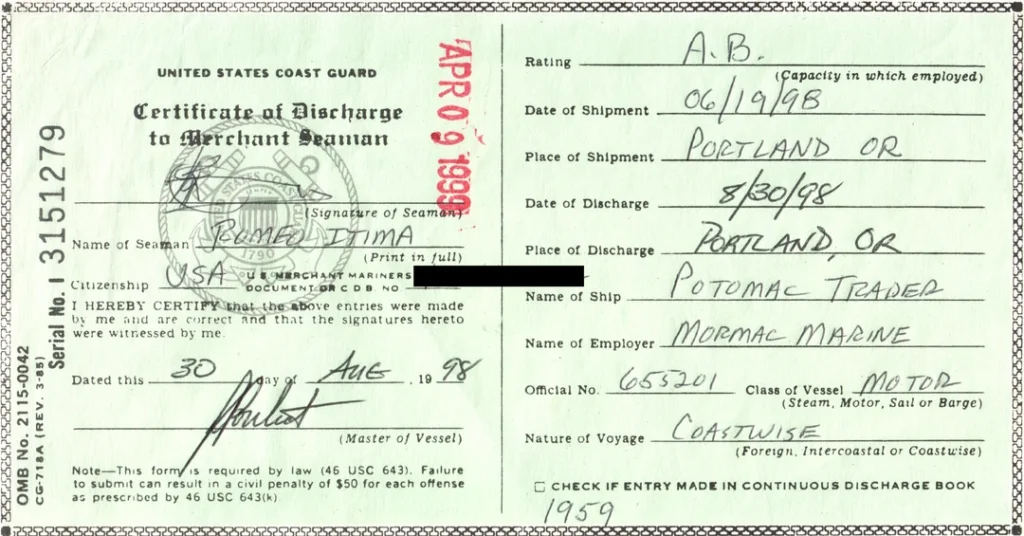 UNITED STATES COAST GUARD
Certificate of Discharge
to Merchant Seaman
APR 09 1999
(Signature of Seaman)
Name of Seaman ROMEO ITIMA
(Print in full)
Citizenship USA U S MERCHANT MARINERS
DOCUMENT OR C D B NO
I HEREBY CERTIFY that the above entries were made
by me and are correct and that the signatures hereto
were witnessed by me.
Dated this 30 day of AUG , 19 98
(Master of Vessel)
Note—This form is required by law (46 USC 643). Failure
to submit can result in a civil penalty of $50 for each offense
as prescribed by 46 USC 643(k).
Serial No. 1 3151279
OMB No. 2115-0042
CG-718A (REV. 3-85)
STATES COAST
1790
Rating A.B.
(Capacity in which employed)
Date of Shipment 06/19/98
Place of Shipment PORTLAND OR
Date of Discharge 8/30/98
Place of Discharge PORTLAND, OR
Name of Ship POTOMAC TRADER
Name of Employer MORMAC MARINE
Official No. 655201 Class of Vessel MOTOR
(Steam, Motor, Sail or Barge)
Nature of Voyage COASTWISE
(Foreign, Intercoastal or Coastwise)
CHECK IF ENTRY MADE IN CONTINUOUS DISCHARGE BOOK
1959